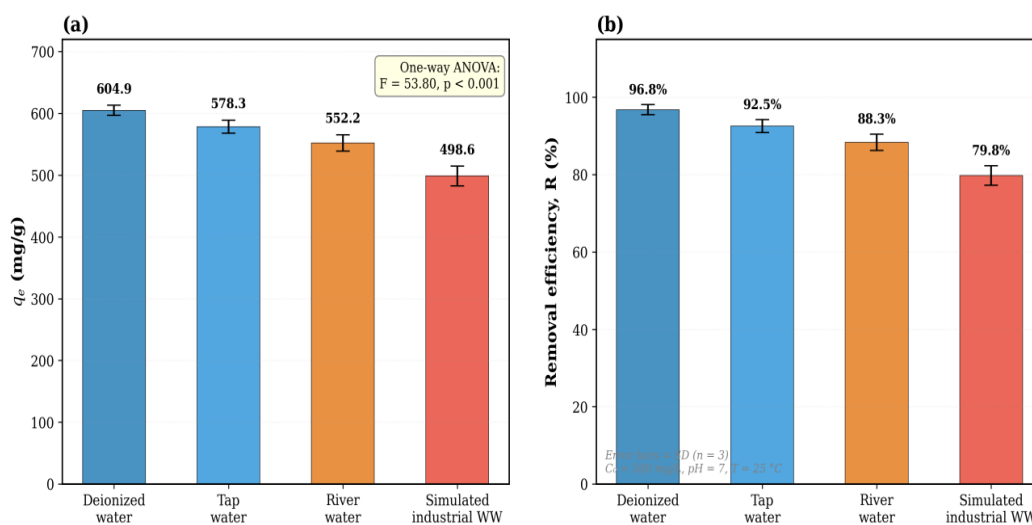 (a)
700
600
500
400
300
200
100
0
q_e (mg/g)
One-way ANOVA:
F = 53.80, p < 0.001
604.9
578.3
552.2
498.6
Deionized
water
Tap
water
River
water
Simulated
industrial WW
(b)
100
80
60
40
20
0
Removal efficiency, R (%)
96.8%
92.5%
88.3%
79.8%
(n = 3)
pH = 7, T = 25 °C
Deionized
water
Tap
water
River
water
Simulated
industrial WW